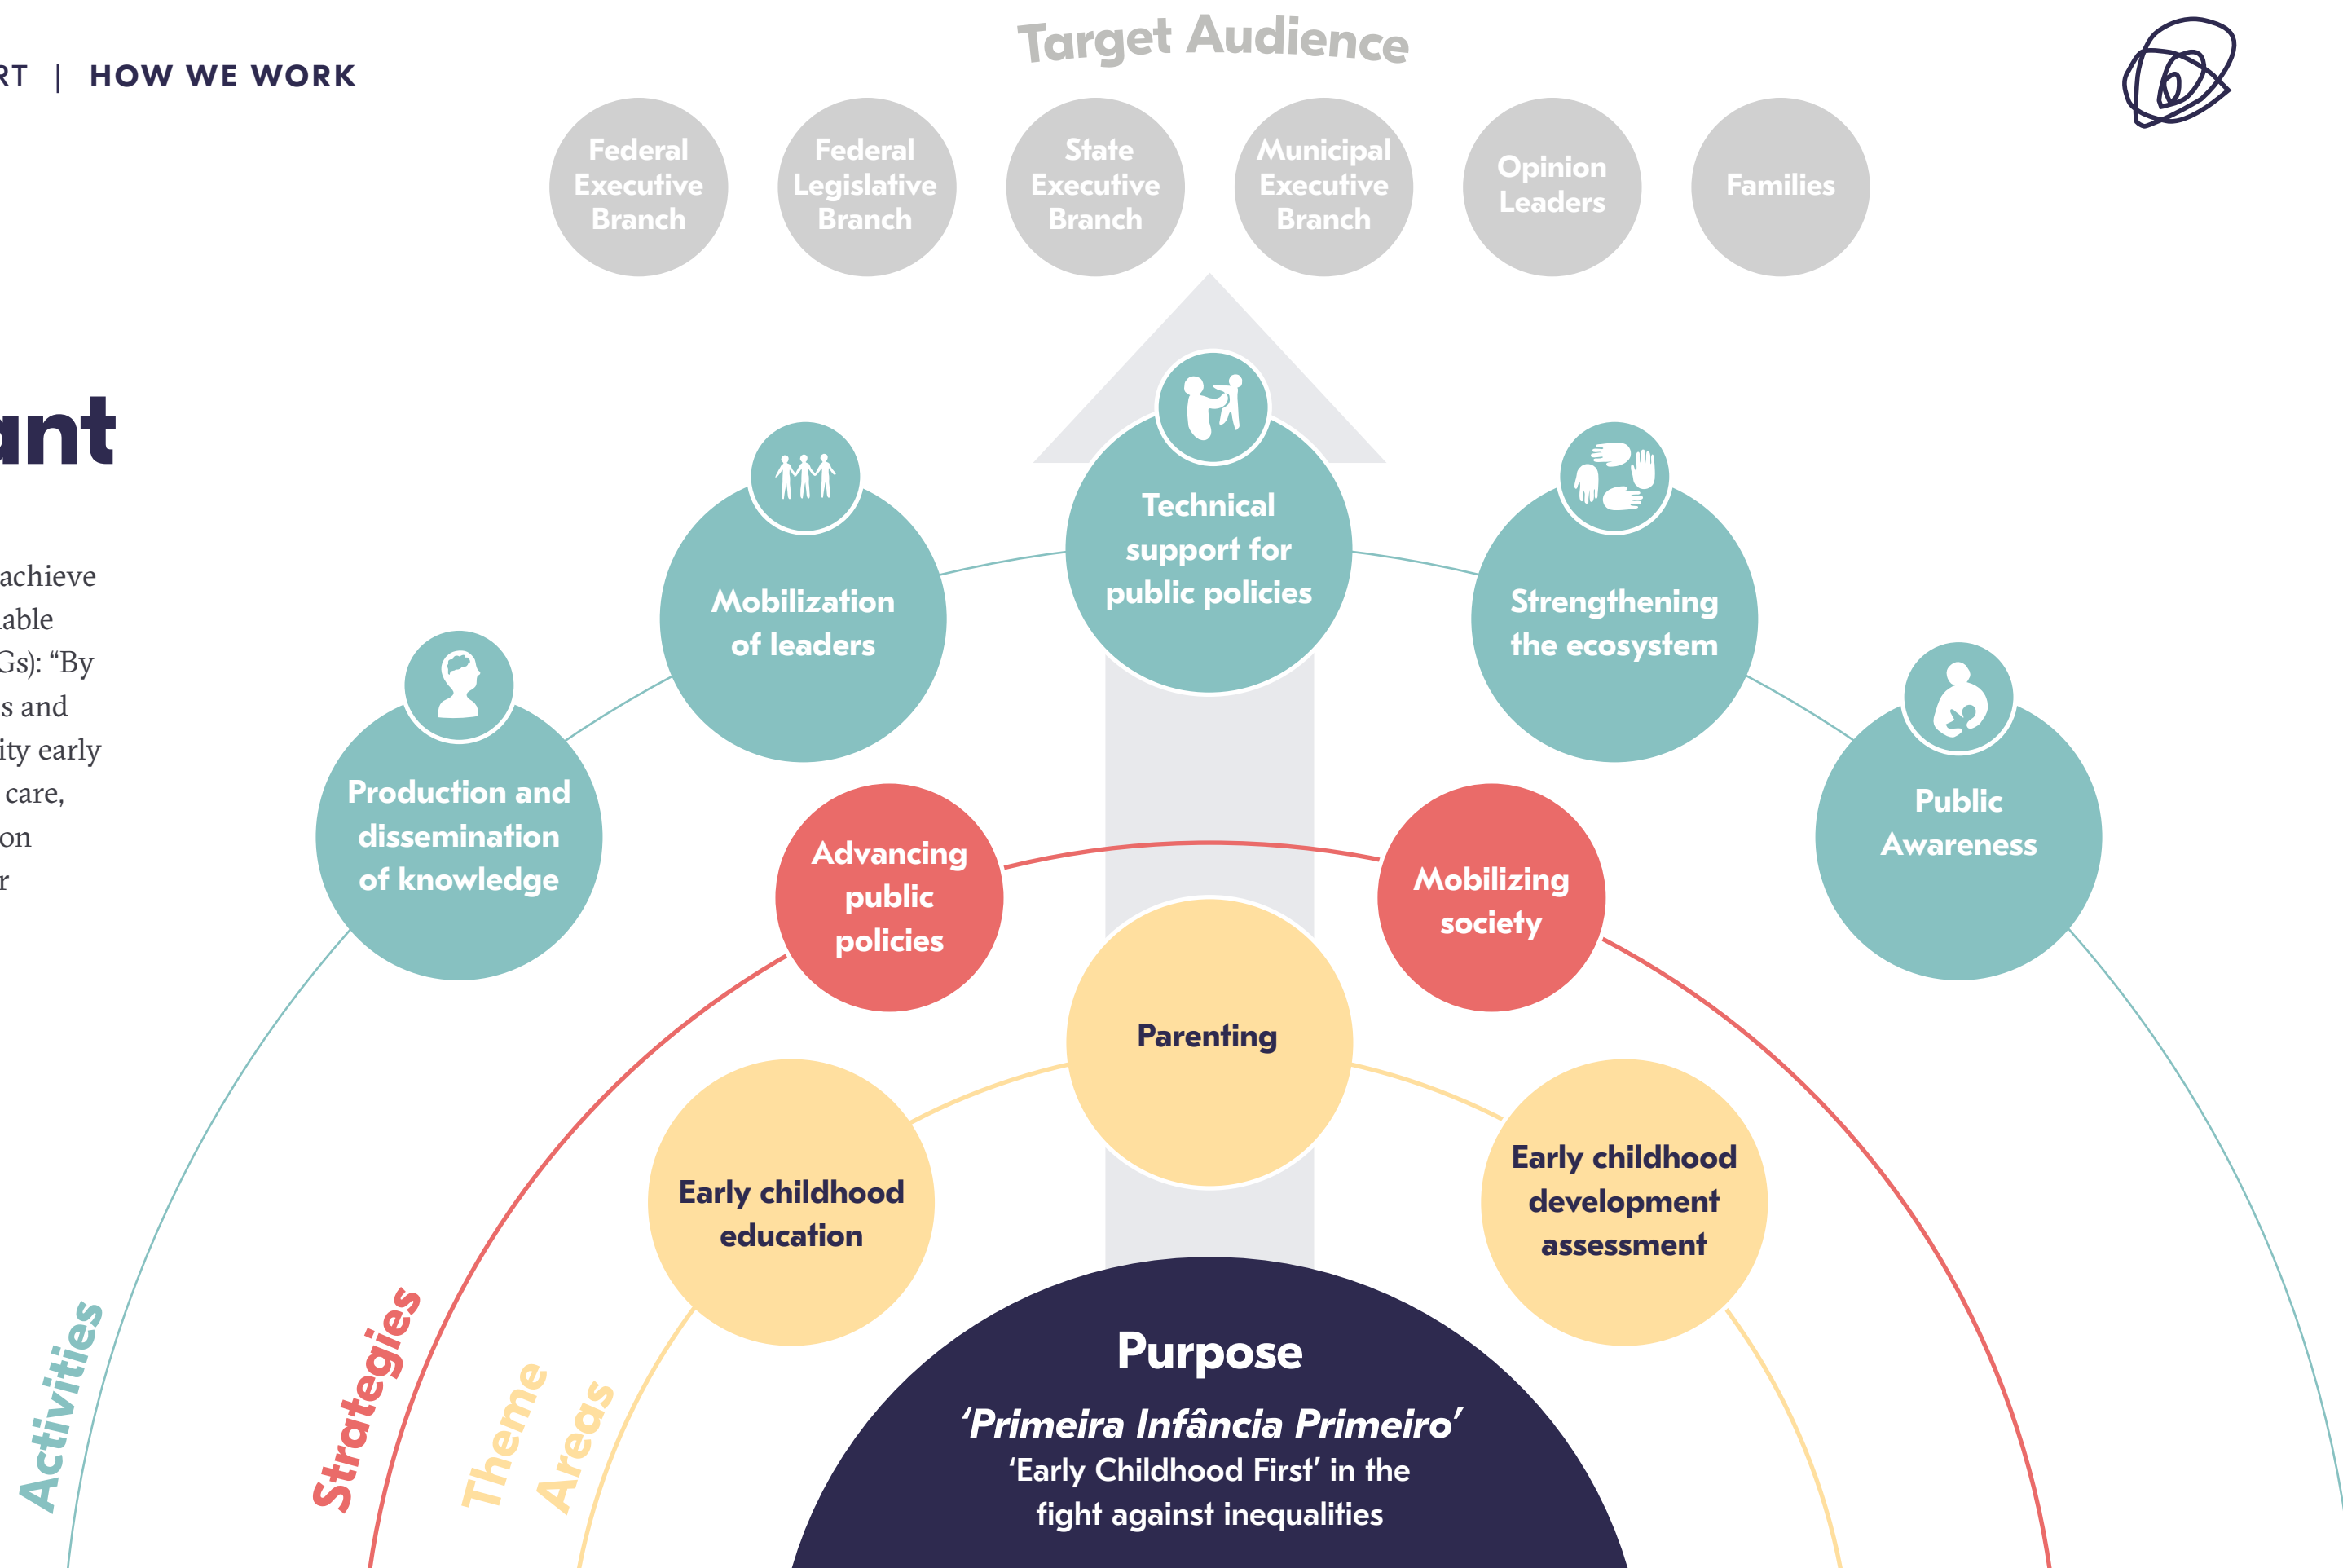 RT | HOW WE WORK
Target Audience
Federal
Executive
Branch
Federal
Legislative
Branch
State
Executive
Branch
Municipal
Executive
Branch
Opinion
Leaders
Families
achieve
Gs): “By
s and
early
care,
on
r
Production and
dissemination
of knowledge
Mobilization
of leaders
Technical
support for
public policies
Strengthening
the ecosystem
Public
Awareness
Advancing
public
policies
Mobilizing
society
Early childhood
education
Parenting
Early childhood
development
assessment
Activities
Strategies
Theme
Areas
Purpose
‘Primeira Infância Primeiro’
‘Early Childhood First’ in the
fight against inequalities